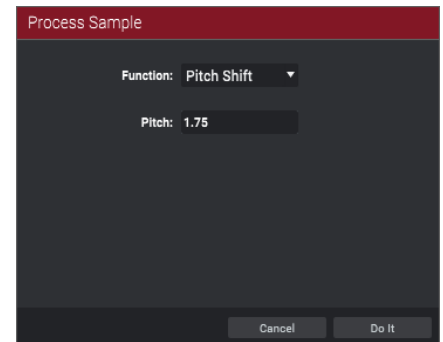 Process Sample
Function: Pitch Shift
Pitch: 1.75
Cancel Do It